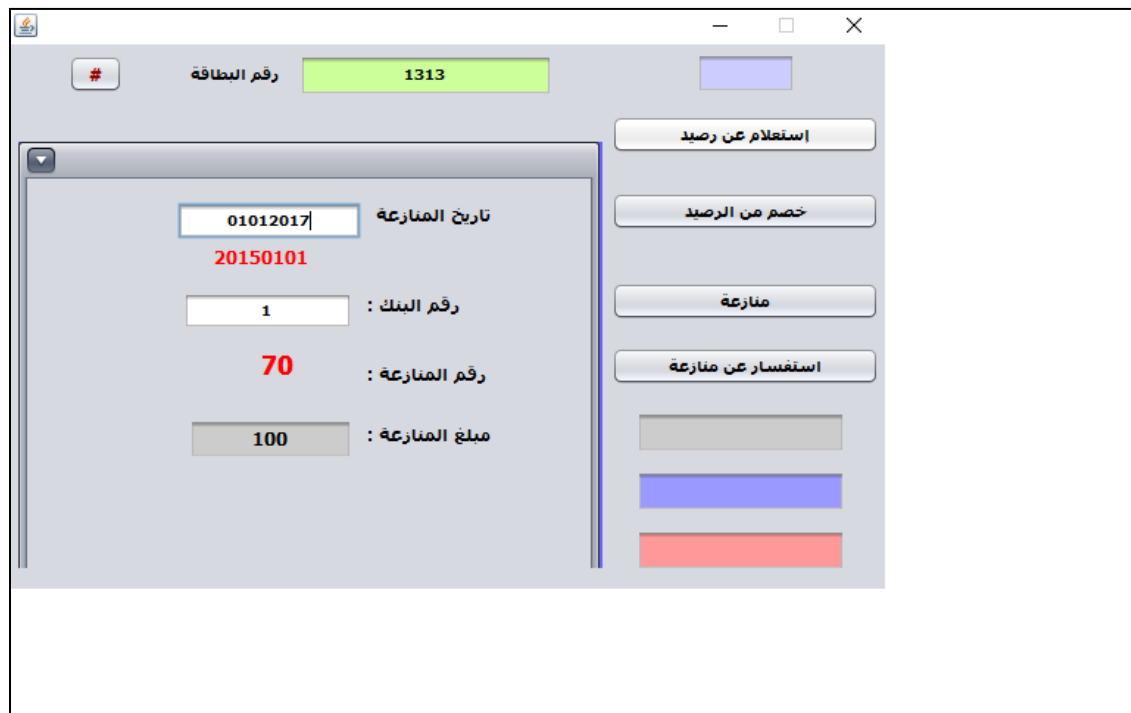 رقم البطاقة 1313 #
إستعلام عن رصيد
خصم من الرصيد
منازعة
استفسار عن منازعة
تاريخ المنازعة 01012017
20150101
رقم البنك : 1
رقم المنازعة : 70
مبلغ المنازعة : 100